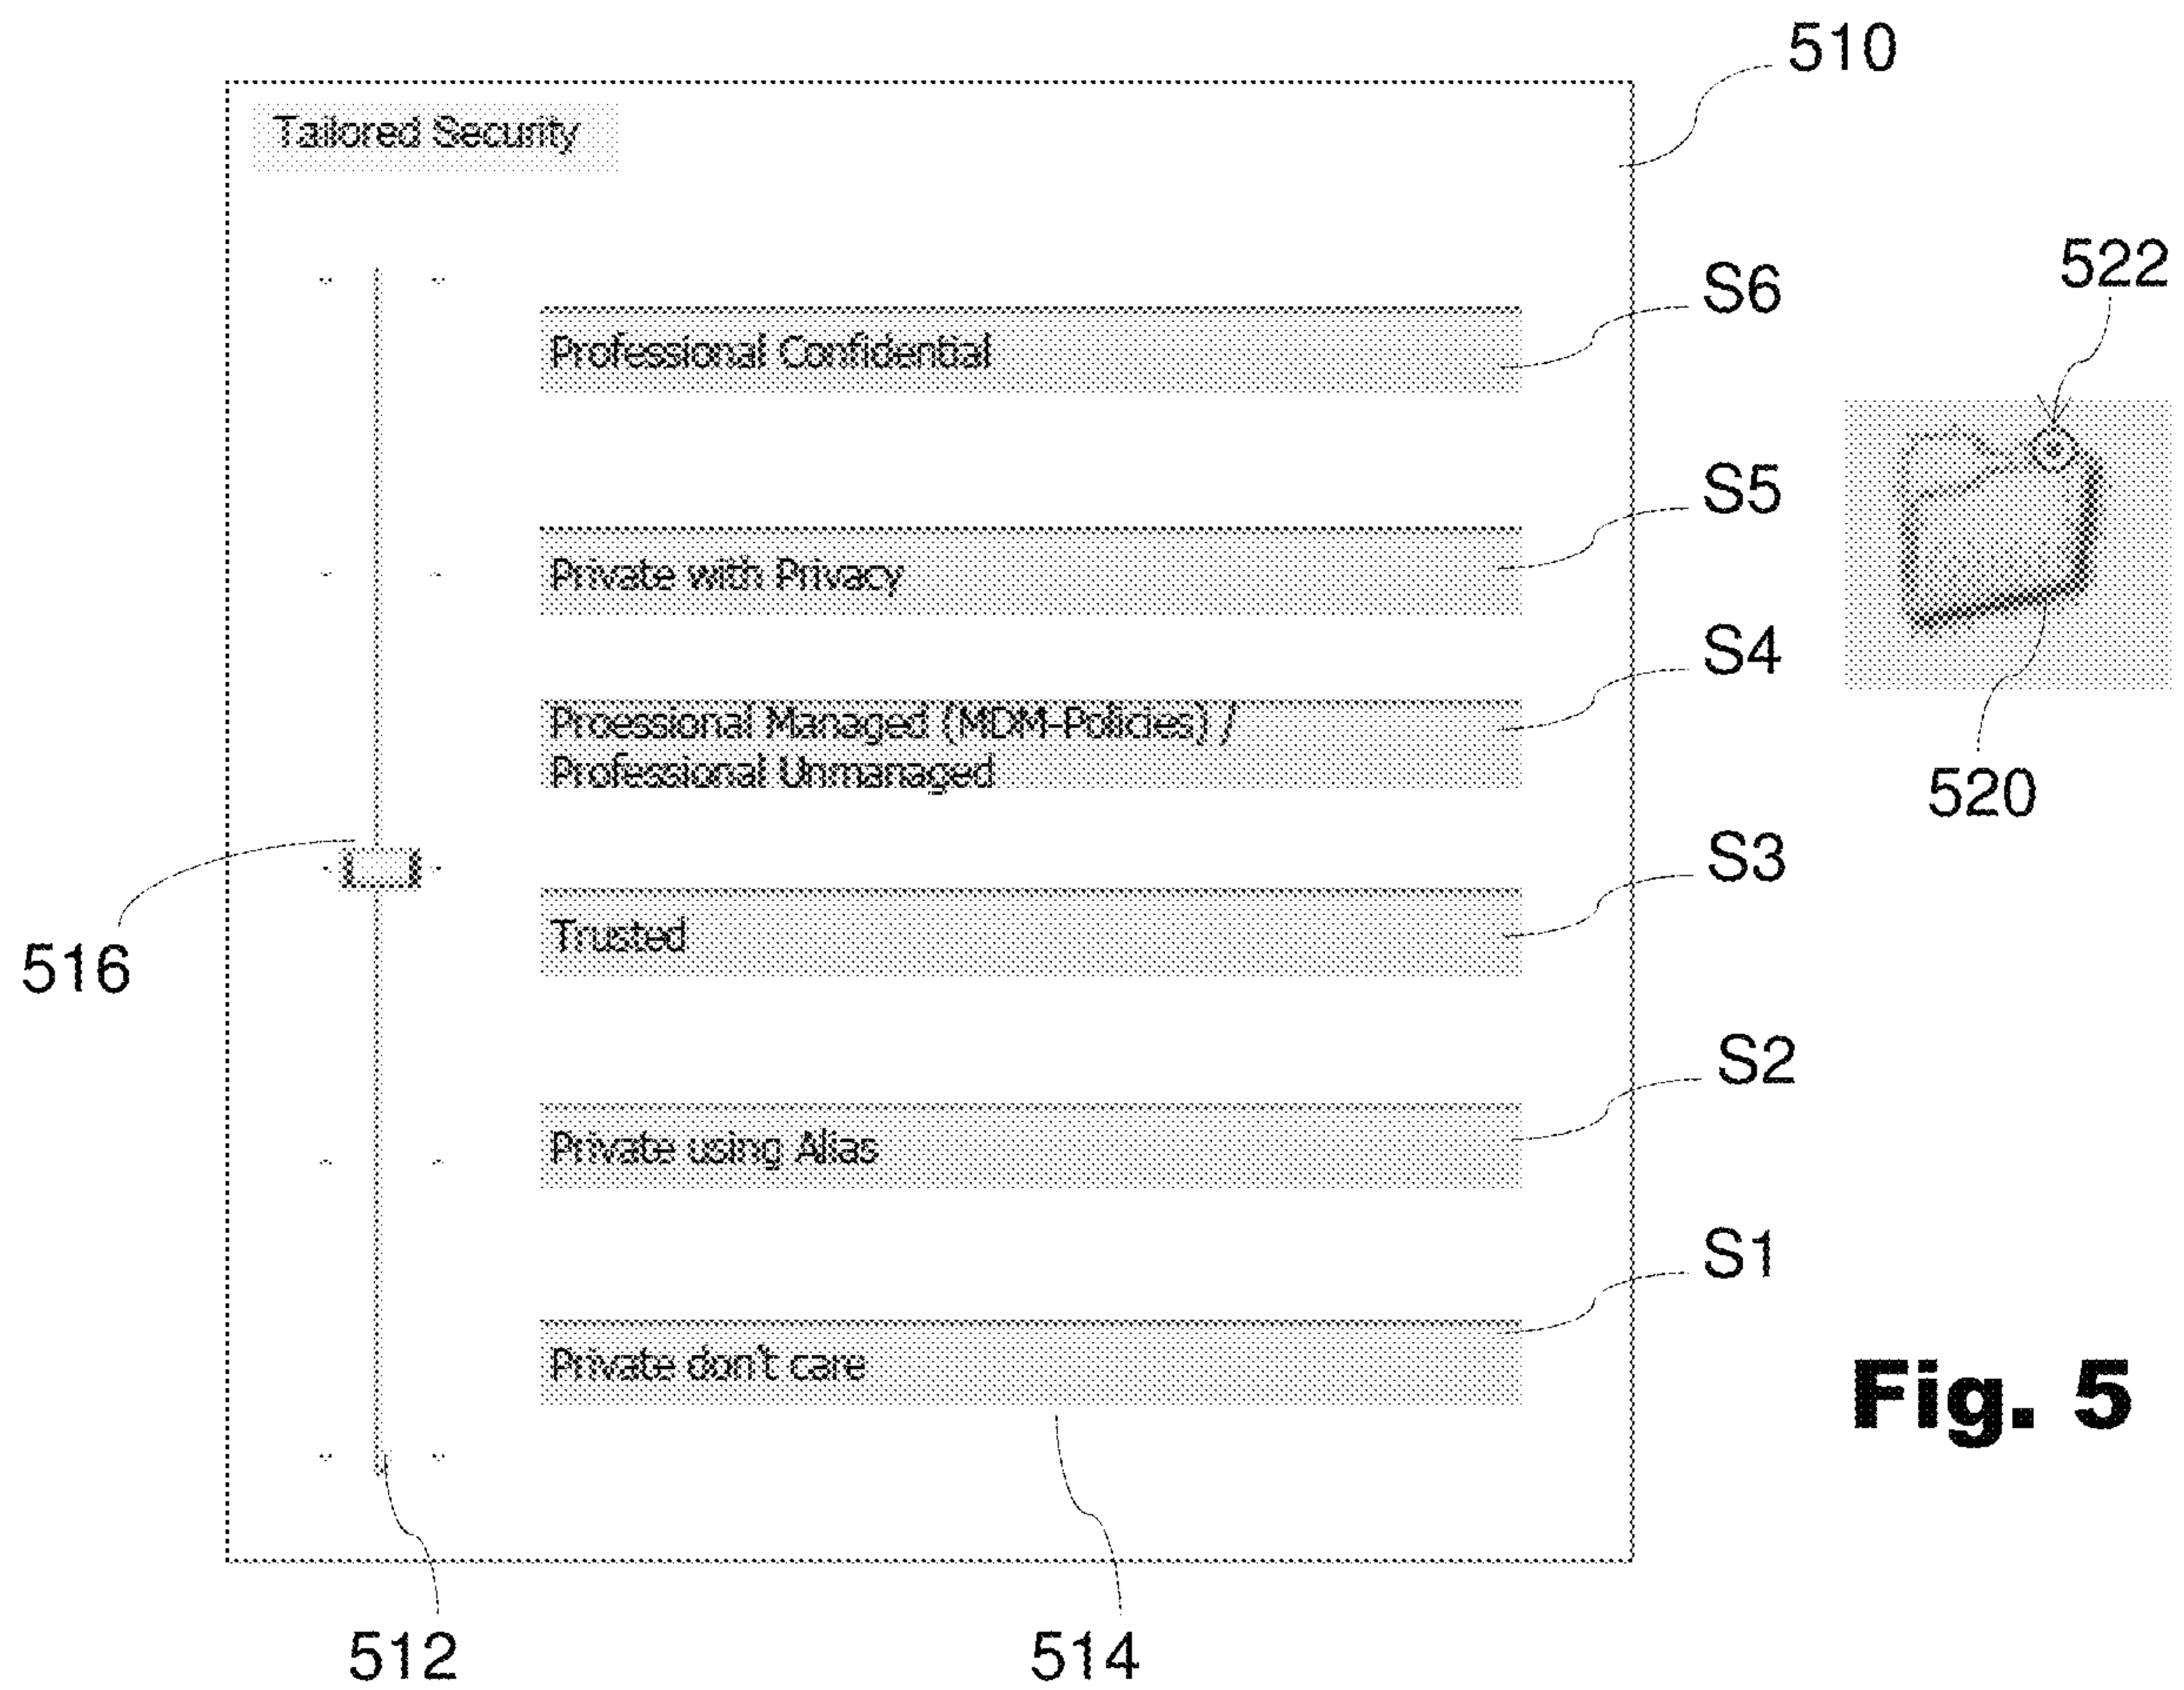 510
Tailored Security
522
S6
Professional Confidential
S5
Private with Privacy
S4
Proessional Managed (MDM-Policies) /
Professional Unmanaged
520
S3
516
Trusted
S2
Private using Alias
S1
Private don't care
Fig. 5
512
514